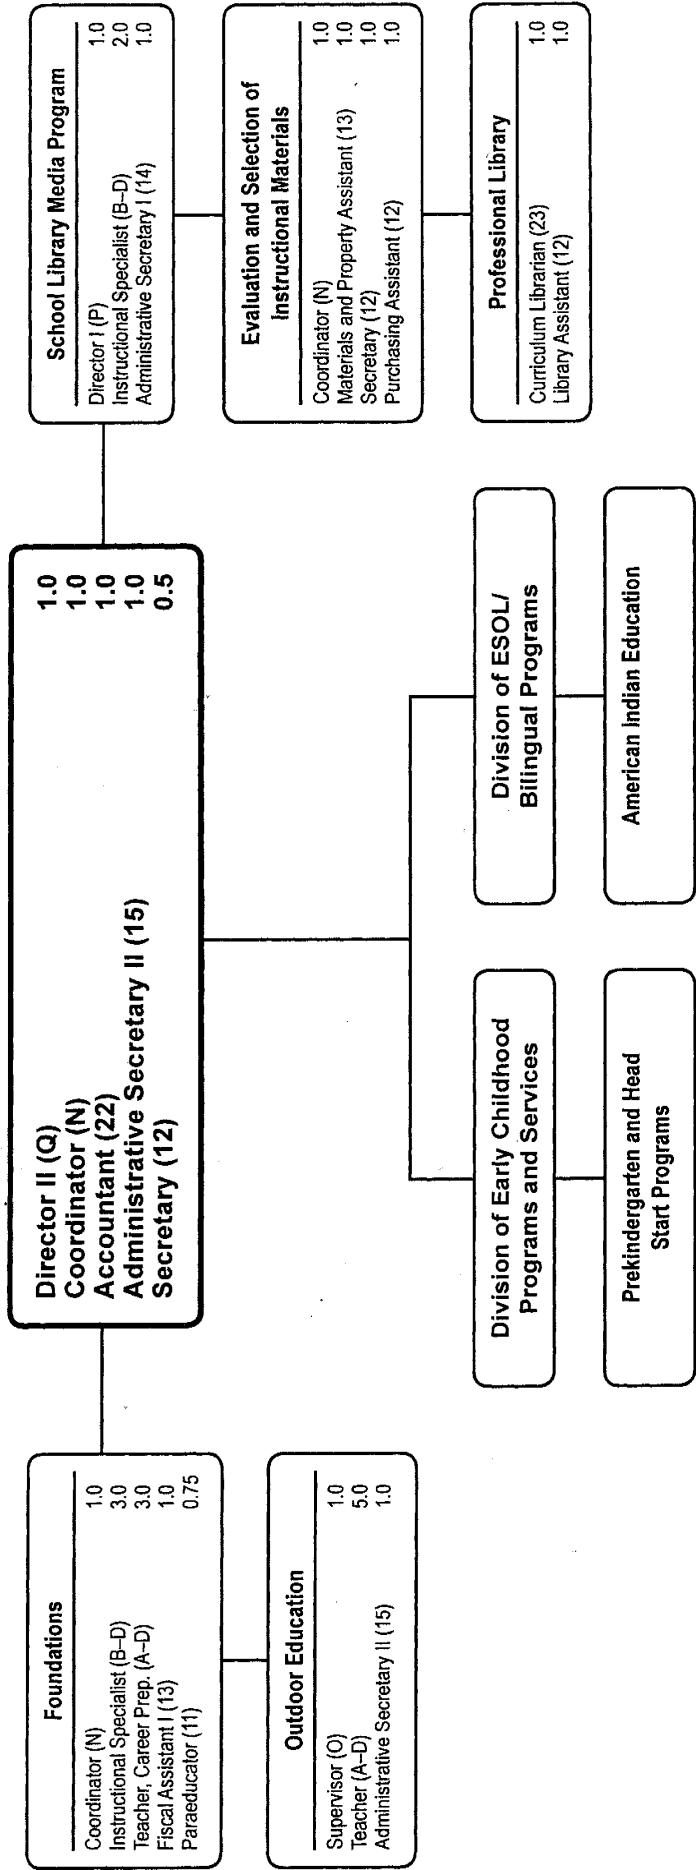 Foundations
Coordinator (N) 1.0
Instructional Specialist (B–D) 3.0
Teacher, Career Prep. (A–D) 3.0
Fiscal Assistant I (13) 1.0
Paraeducator (11) 0.75
Outdoor Education
Supervisor (O) 1.0
Teacher (A–D) 5.0
Administrative Secretary II (15) 1.0
Director II (Q) 1.0
Coordinator (N) 1.0
Accountant (22) 1.0
Administrative Secretary II (15) 1.0
Secretary (12) 0.5
Division of Early Childhood
Programs and Services
Prekindergarten and Head
Start Programs
Division of ESOL/
Bilingual Programs
American Indian Education
School Library Media Program
Director I (P) 1.0
Instructional Specialist (B–D) 2.0
Administrative Secretary I (14) 1.0
Evaluation and Selection of
Instructional Materials
Coordinator (N) 1.0
Materials and Property Assistant (13) 1.0
Secretary (12) 1.0
Purchasing Assistant (12) 1.0
Professional Library
Curriculum Librarian (23) 1.0
Library Assistant (12) 1.0